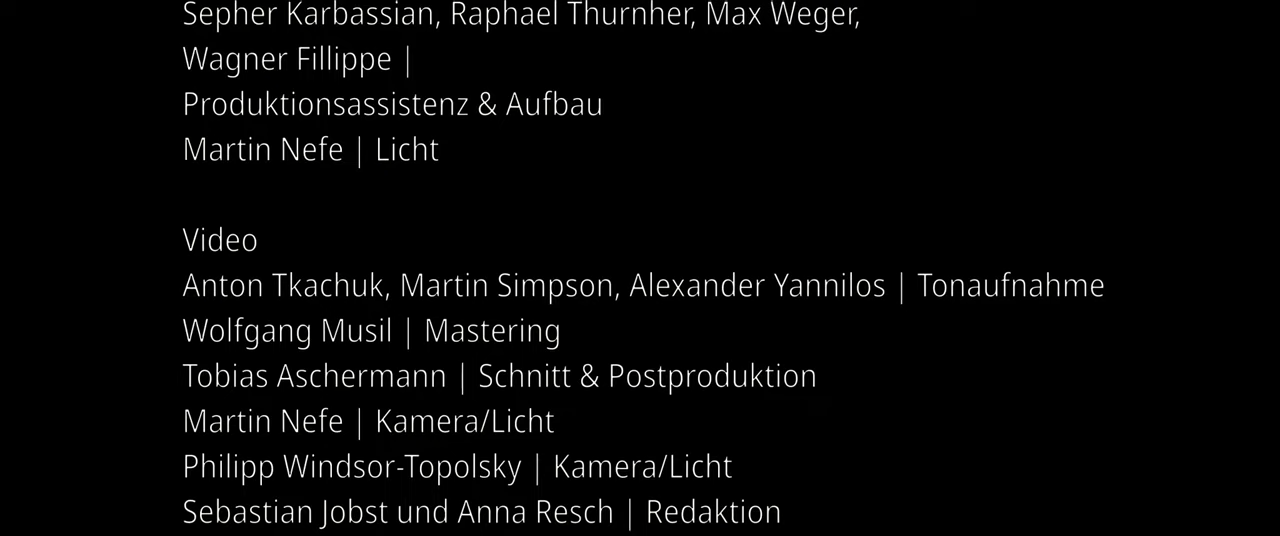 Sepher Karbassian, Raphael Thurnher, Max Weger,
Wagner Fillippe |
Produktionsassistenz & Aufbau
Martin Nefe | Licht
Video
Anton Tkachuk, Martin Simpson, Alexander Yannilos | Tonaufnahme
Wolfgang Musil | Mastering
Tobias Aschermann | Schnitt & Postproduktion
Martin Nefe | Kamera/Licht
Philipp Windsor-Topolsky | Kamera/Licht
Sebastian Jobst und Anna Resch | Redaktion